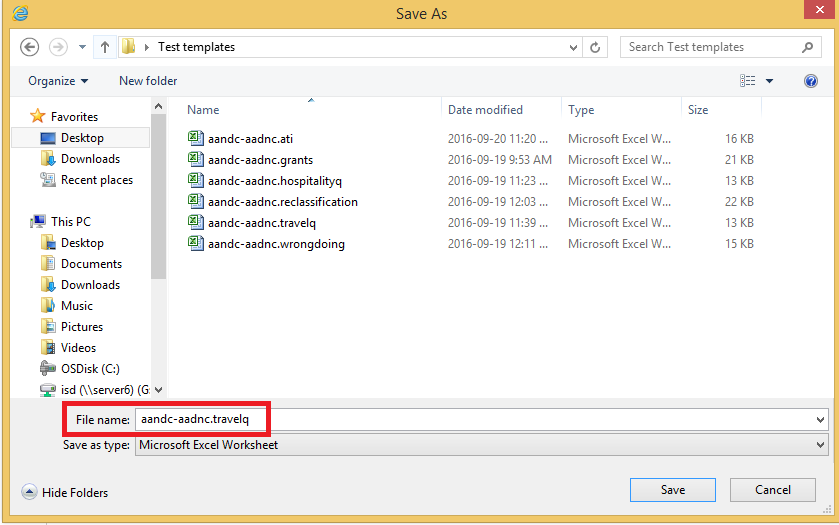 Save As
Test templates
Search Test templates
Organize
New folder
Favorites
Desktop
Downloads
Recent places
This PC
Desktop
Documents
Downloads
Music
Pictures
Videos
OSDisk (C:)
isd (\\server6) (G:
Name Date modified Type Size
aandc-aadnc.ati 2016-09-20 11:20 ... Microsoft Excel W... 16 KB
aandc-aadnc.grants 2016-09-19 9:53 AM Microsoft Excel W... 21 KB
aandc-aadnc.hospitalityq 2016-09-19 11:23 ... Microsoft Excel W... 13 KB
aandc-aadnc.reclassification 2016-09-19 12:03 ... Microsoft Excel W... 22 KB
aandc-aadnc.travelq 2016-09-19 11:39 ... Microsoft Excel W... 13 KB
aandc-aadnc.wrongdoing 2016-09-19 12:11 ... Microsoft Excel W... 15 KB
File name: aandc-aadnc.travelq
Save as type: Microsoft Excel Worksheet
Hide Folders
Save
Cancel